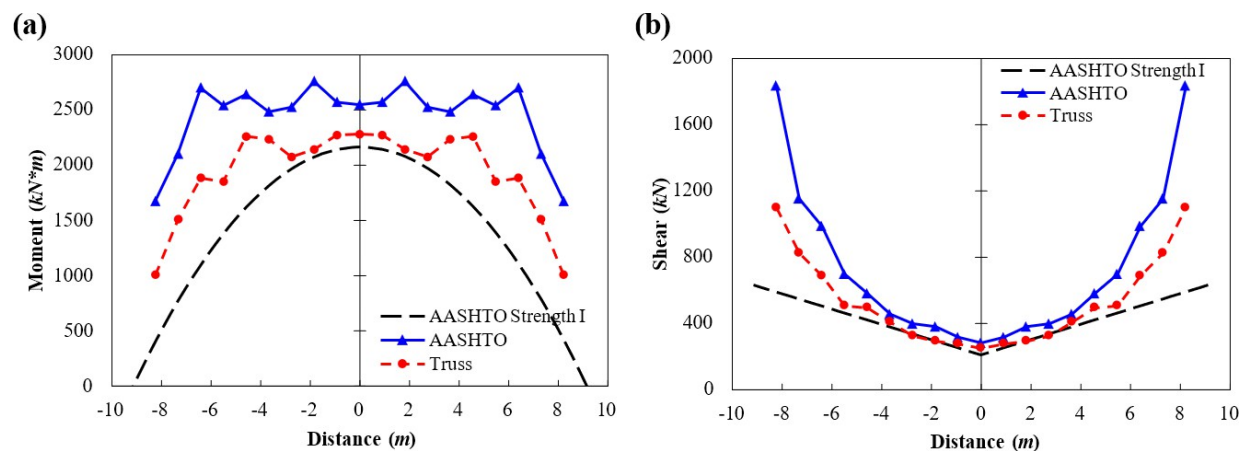 (a)
3000
2500
2000
1500
1000
500
0
Moment (kN*m)
AASHTO Strength I
AASHTO
Truss
-10 -8 -6 -4 -2 0 2 4 6 8 10
Distance (m)
(b)
2000
1600
1200
800
400
0
Shear (kN)
AASHTO Strength I
AASHTO
Truss
-10 -8 -6 -4 -2 0 2 4 6 8 10
Distance (m)